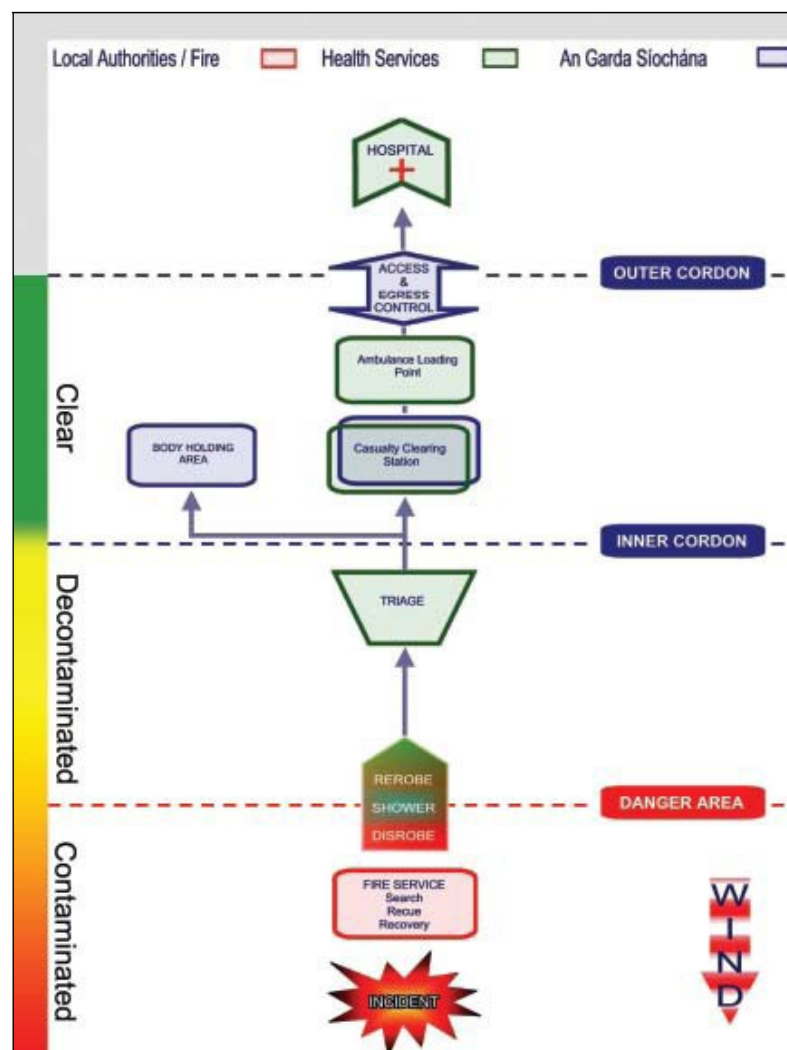 Local Authorities / Fire
Health Services
An Garda Síochána
HOSPITAL
ACCESS
&
EGRESS
CONTROL
OUTER CORDON
Ambulance Loading
Point
Clear
BODY HOLDING
AREA
Casualty Clearing
Station
INNER CORDON
Decontaminated
TRIAGE
REROBE
SHOWER
DISROBE
DANGER AREA
Contaminated
FIRE SERVICE
Search
Recue
Recovery
WIND
INCIDENT